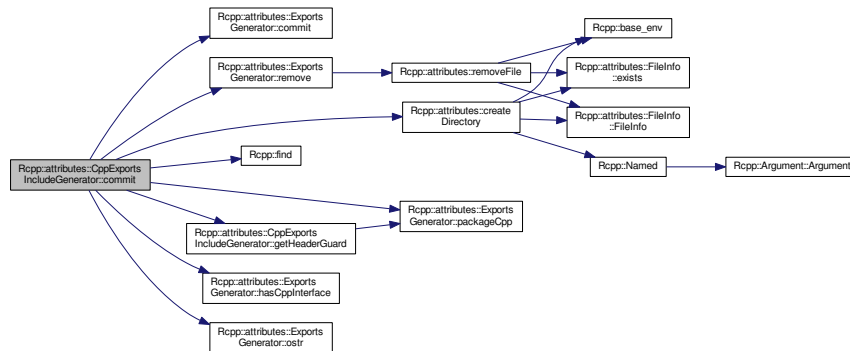 Rcpp::attributes::CppExports
IncludeGenerator::commit
Rcpp::attributes::Exports
Generator::commit
Rcpp::attributes::Exports
Generator::remove
Rcpp::attributes::removeFile
Rcpp::base_env
Rcpp::attributes::FileInfo
::exists
Rcpp::attributes::FileInfo
::FileInfo
Rcpp::attributes::create
Directory
Rcpp::Named
Rcpp::Argument::Argument
Rcpp::find
Rcpp::attributes::Exports
Generator::packageCpp
Rcpp::attributes::CppExports
IncludeGenerator::getHeaderGuard
Rcpp::attributes::Exports
Generator::hasCppInterface
Rcpp::attributes::Exports
Generator::ostr